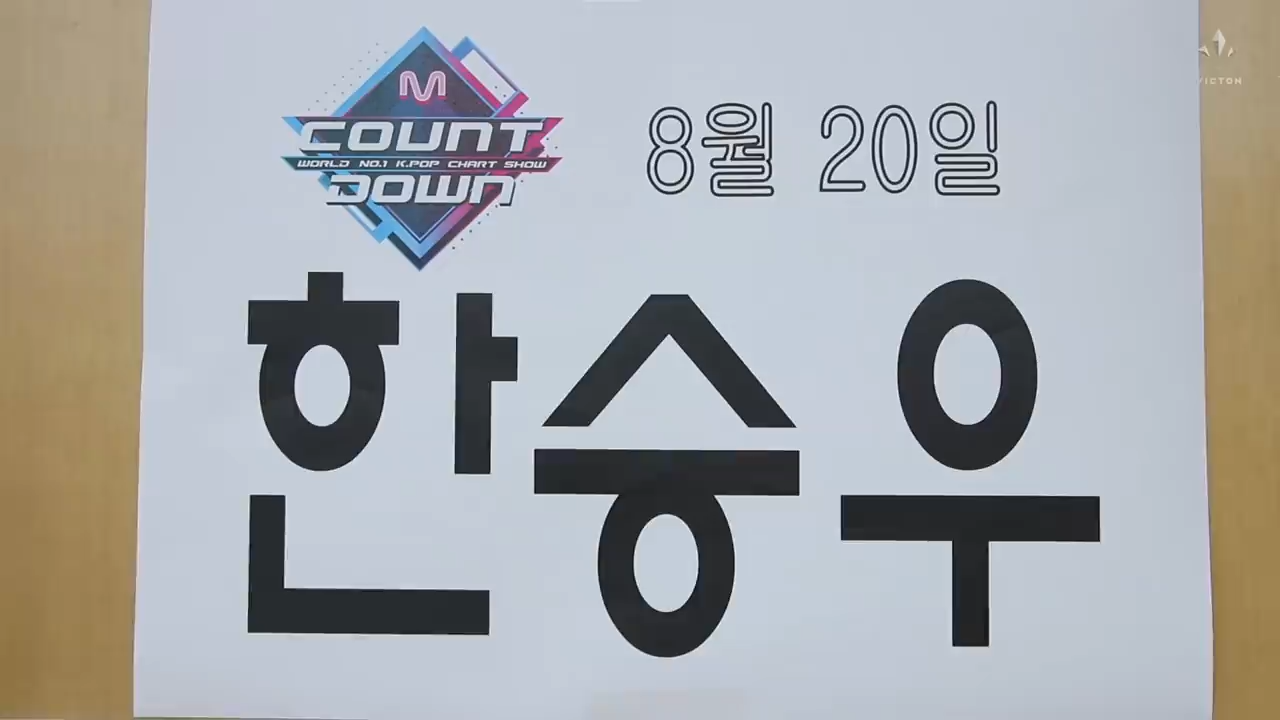 M
COUNT
WORLD NO.1 K.POP CHART SHOW
DOWN
8월 20일
한승우
VICTON